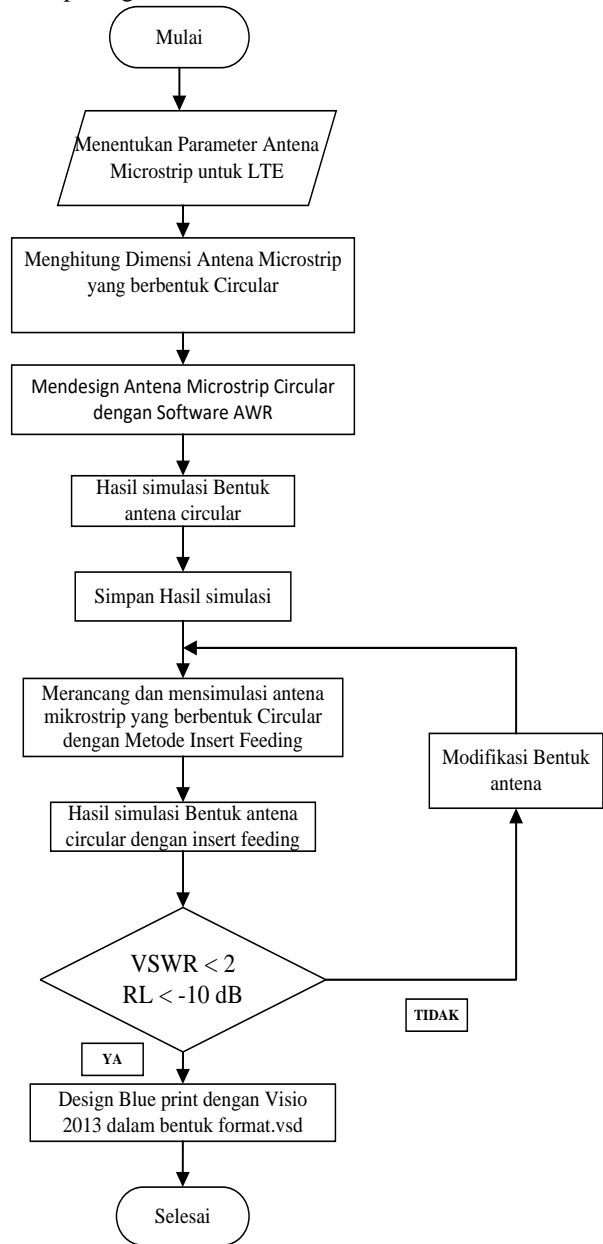 Mulai
Menentukan Parameter Antena
Microstrip untuk LTE
Menghitung Dimensi Antena Microstrip
yang berbentuk Circular
Mendesign Antena Microstrip Circular
dengan Software AWR
Hasil simulasi Bentuk
antena circular
Simpan Hasil simulasi
Merancang dan mensimulasi antena
mikrostrip yang berbentuk Circular
dengan Metode Insert Feeding
Modifikasi Bentuk
antena
Hasil simulasi Bentuk antena
circular dengan insert feeding
VSWR < 2
RL < -10 dB
TIDAK
YA
Design Blue print dengan Visio
2013 dalam bentuk format.vsd
Selesai